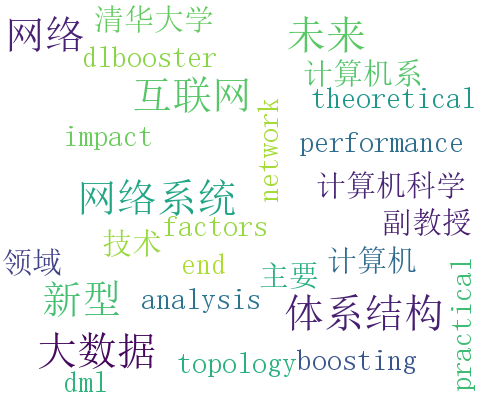 清华大学
网络
未来
dlbooster
计算机系
互联网
theoretical
network
impact
performance
计算机科学
网络系统
副教授
factors
技术
领域
end
主要
计算机
practical
新型
analysis
体系结构
大数据
topology
boosting
dml